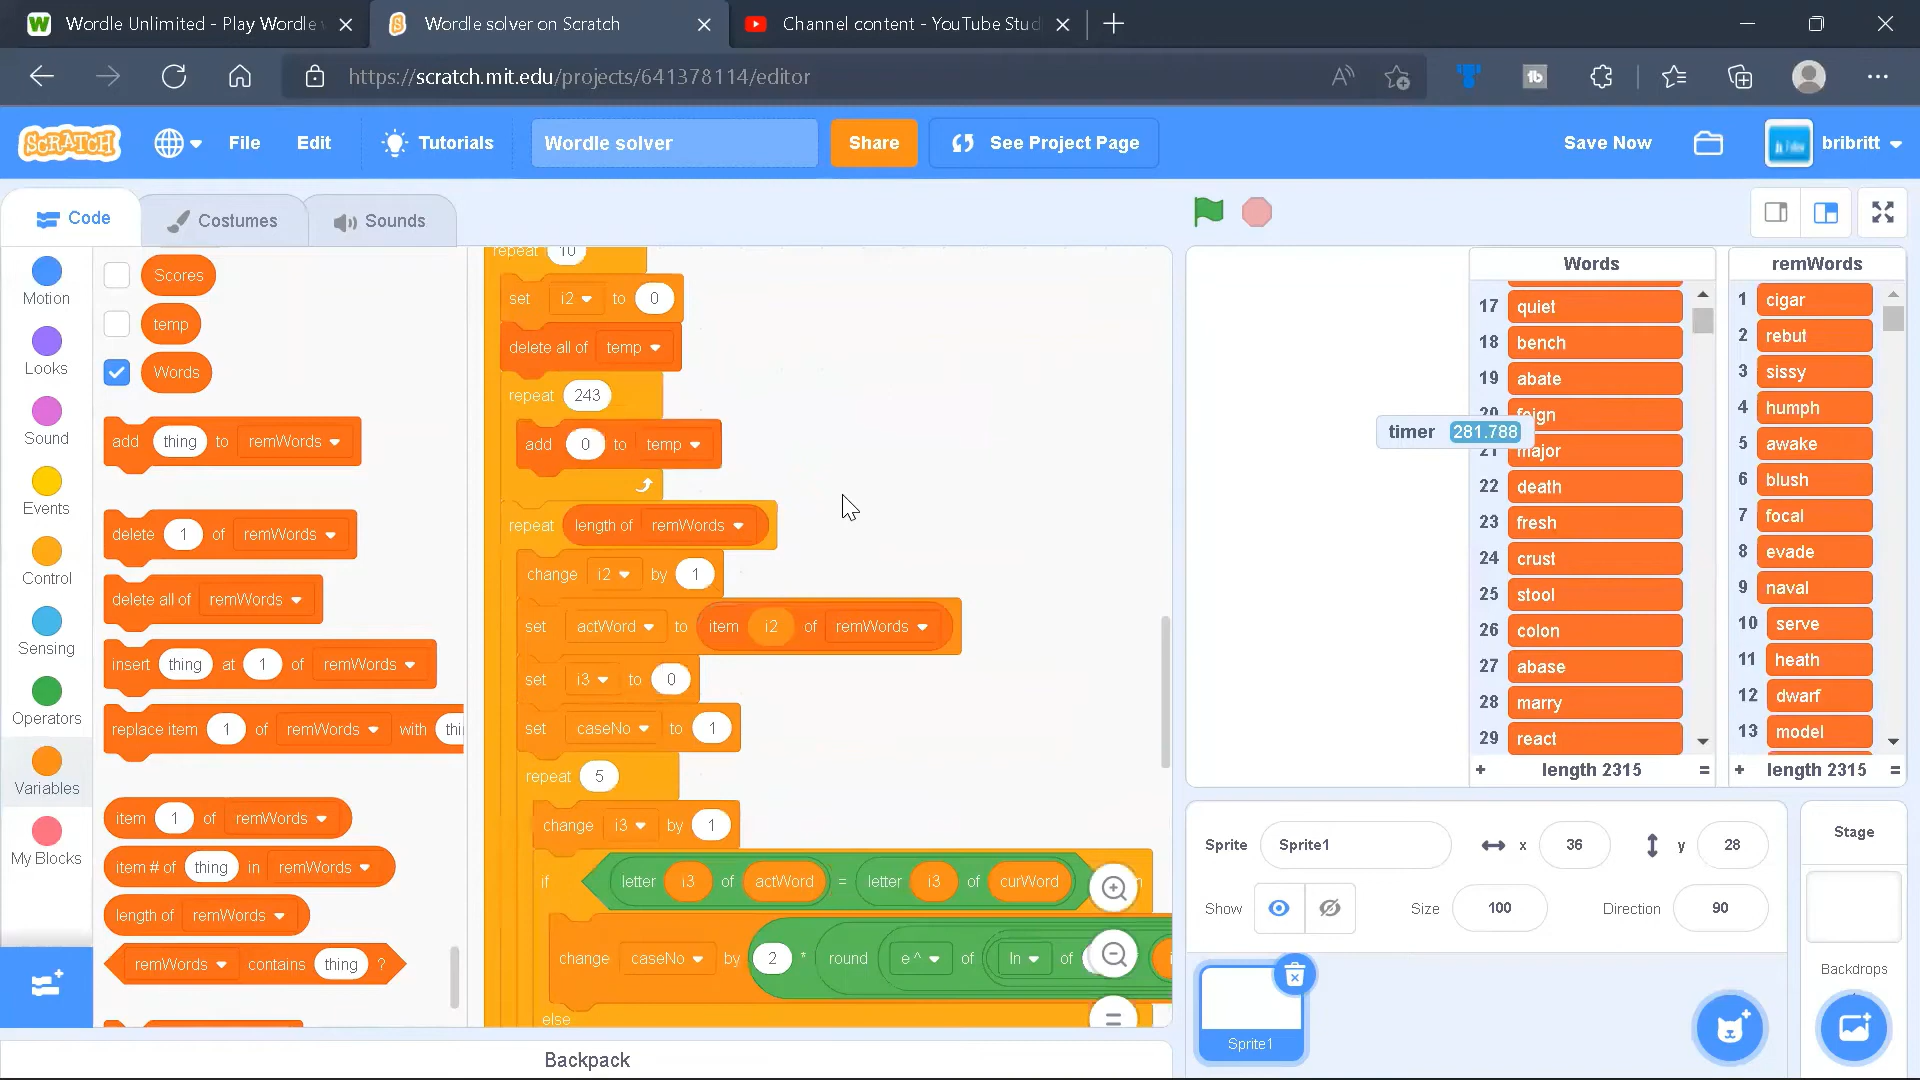 Wordle Unlimited - Play Wordle
Wordle solver on Scratch
Channel content - YouTube Stud
https://scratch.mit.edu/projects/641378114/editor
SCRATCH
File
Edit
Tutorials
Wordle solver
Share
See Project Page
Save Now
bribritt
Code
Costumes
Sounds
Motion
Looks
Sound
Events
Control
Sensing
Operators
Variables
My Blocks
Scores
temp
Words
add thing to remWords
delete 1 of remWords
delete all of remWords
insert thing at 1 of remWords
replace item 1 of remWords with thi
item 1 of remWords
item # of thing in remWords
length of remWords
remWords contains thing ?
repeat 10
set i2 to 0
delete all of temp
repeat 243
add 0 to temp
repeat length of remWords
change i2 by 1
set actWord to item i2 of remWords
set i3 to 0
set caseNo to 1
repeat 5
change i3 by 1
if letter i3 of actWord = letter i3 of curWord
change caseNo by 2 * round e ^ of ln of
else
Backpack
timer 281.788
Words
17 quiet
18 bench
19 abate
20 feign
21 major
22 death
23 fresh
24 crust
25 stool
26 colon
27 abase
28 marry
29 react
+ length 2315 =
remWords
1 cigar
2 rebut
3 sissy
4 humph
5 awake
6 blush
7 focal
8 evade
9 naval
10 serve
11 heath
12 dwarf
13 model
+ length 2315 =
Sprite Sprite1 x 36 y 28
Show Size 100 Direction 90
Sprite1
Stage
Backdrops